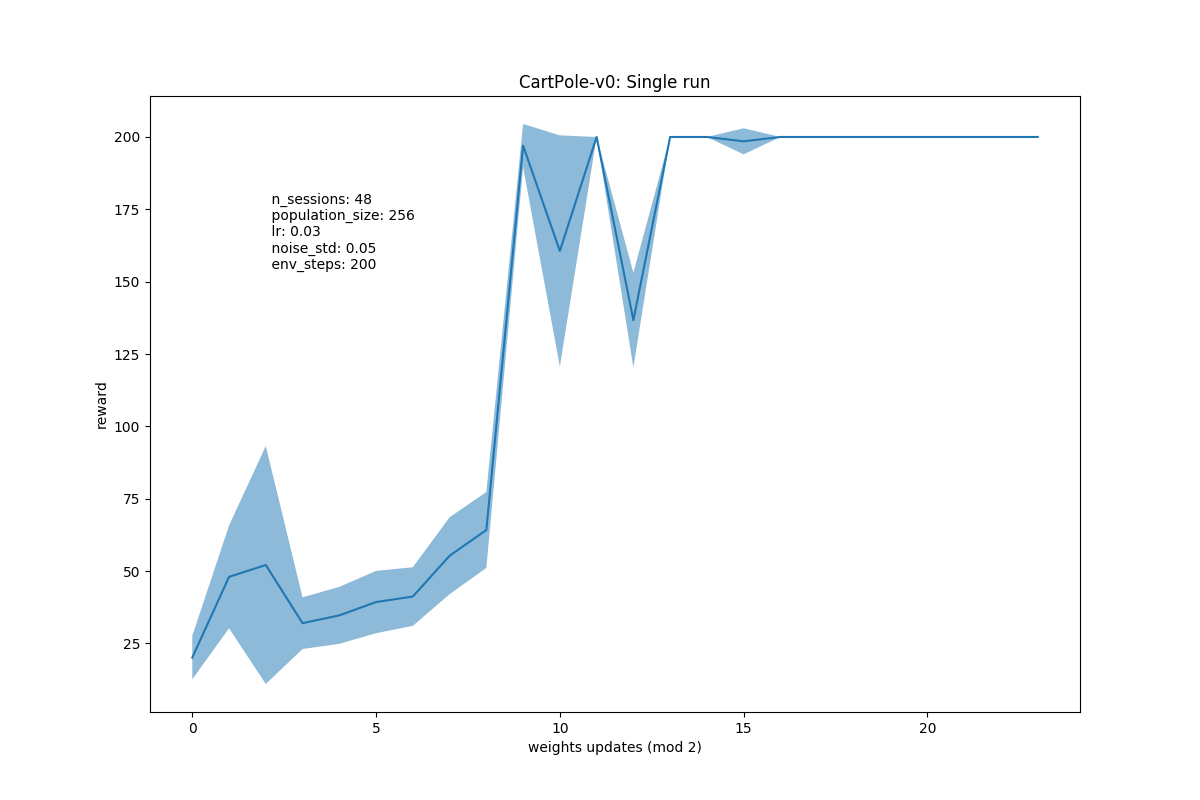 CartPole-v0: Single run
200
175
150
125
100
75
50
25
reward
n_sessions: 48
population_size: 256
lr: 0.03
noise_std: 0.05
env_steps: 200
0 5 10 15 20
weights updates (mod 2)